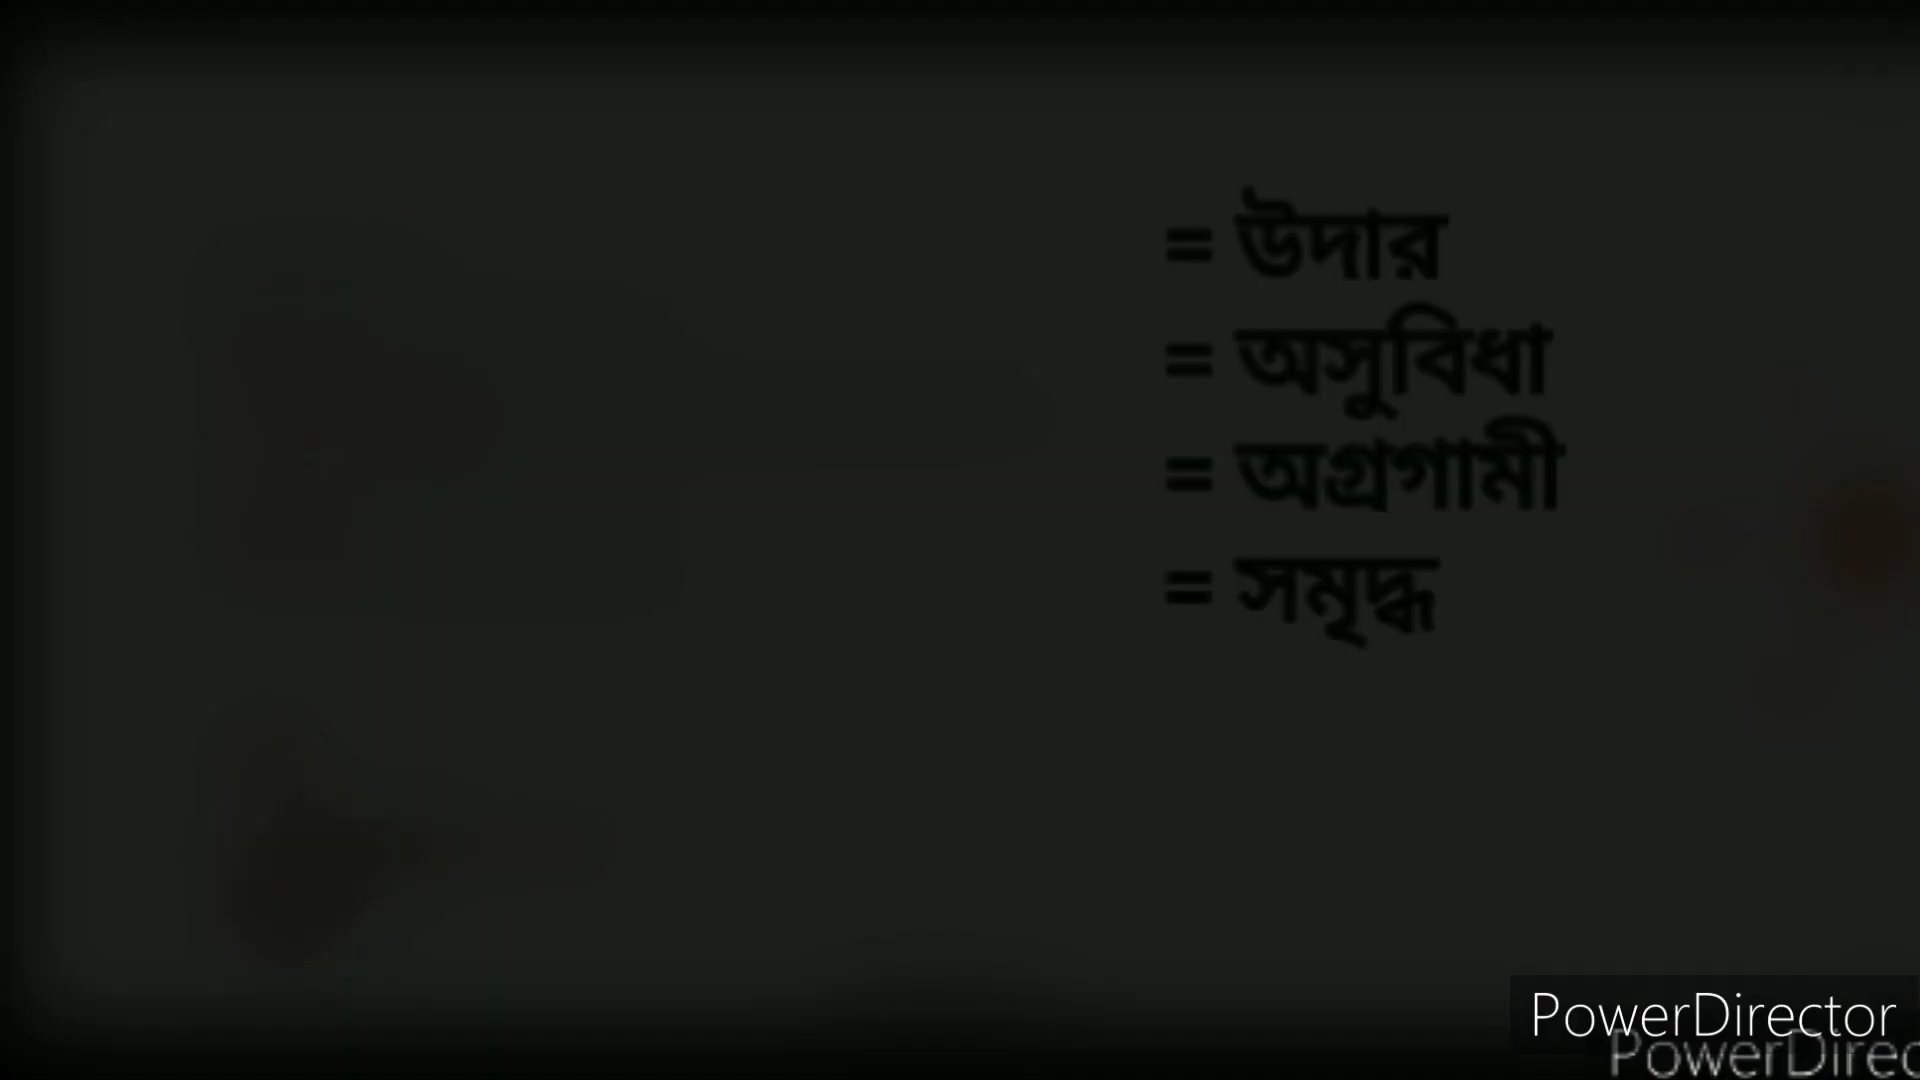 = উদার
= অসুবিধা
= অগ্রগামী
= সমৃদ্ধ
PowerDirector
PowerDirec